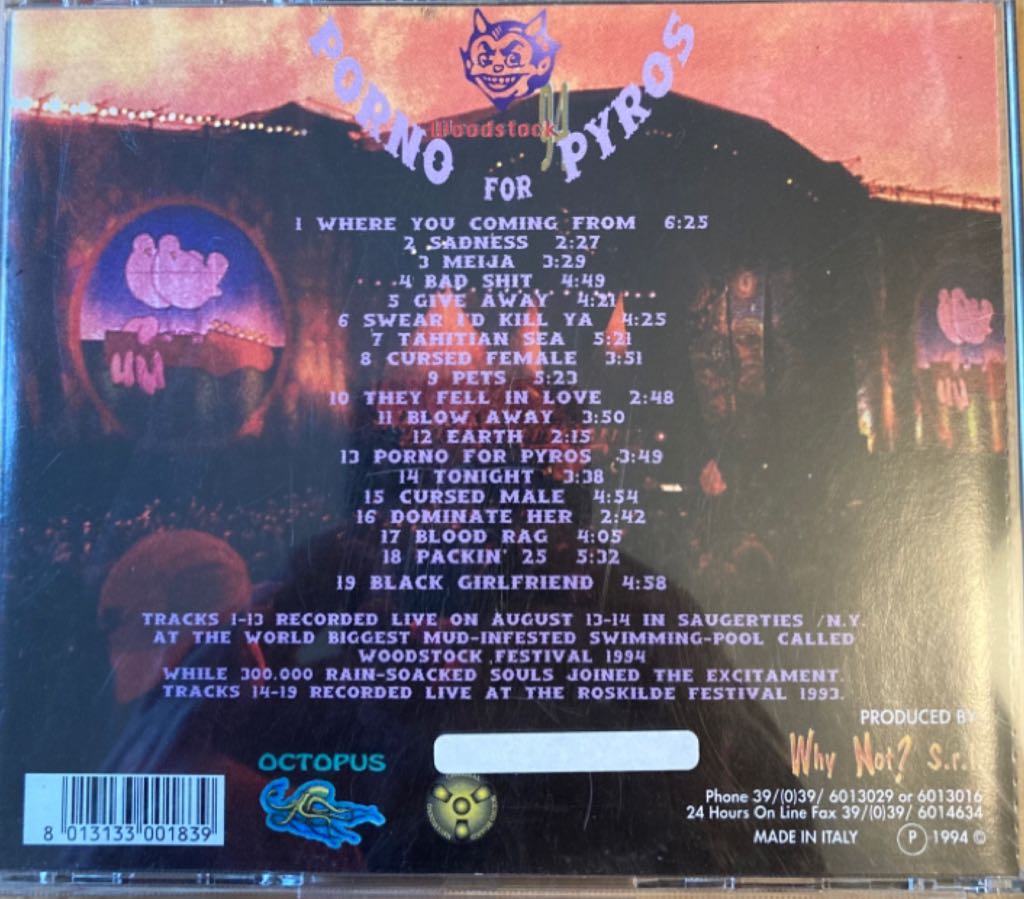 PORNO FOR PYROS
Woodstock 94
1 WHERE YOU COMING FROM 6:25
2 SADNESS 2:27
3 MEIJA 3:29
4 BAD SHIT 4:49
5 GIVE AWAY 4:21
6 SWEAR I'D KILL YA 4:25
7 TAHITIAN SEA 5:21
8 CURSED FEMALE 3:51
9 PETS 5:23
10 THEY FELL IN LOVE 2:48
11 BLOW AWAY 3:50
12 EARTH 2:15
13 PORNO FOR PYROS 3:49
14 TONIGHT 3:38
15 CURSED MALE 4:54
16 DOMINATE HER 2:42
17 BLOOD RAG 4:05
18 PACKIN' 25 5:32
19 BLACK GIRLFRIEND 4:58
TRACKS 1-13 RECORDED LIVE ON AUGUST 13-14 IN SAUGERTIES /N.Y.
AT THE WORLD BIGGEST MUD-INFESTED SWIMMING-POOL CALLED
WOODSTOCK ,FESTIVAL 1994
WHILE 300.000 RAIN-SOACKED SOULS JOINED THE EXCITAMENT.
TRACKS 14-19 RECORDED LIVE AT THE ROSKILDE FESTIVAL 1993.
PRODUCED BY
Why Not? S.r.l
OCTOPUS
Phone 39/(0)39/ 6013029 or 6013016
24 Hours On Line Fax 39/(0)39/ 6014634
MADE IN ITALY P 1994 ©
8 013133 001839